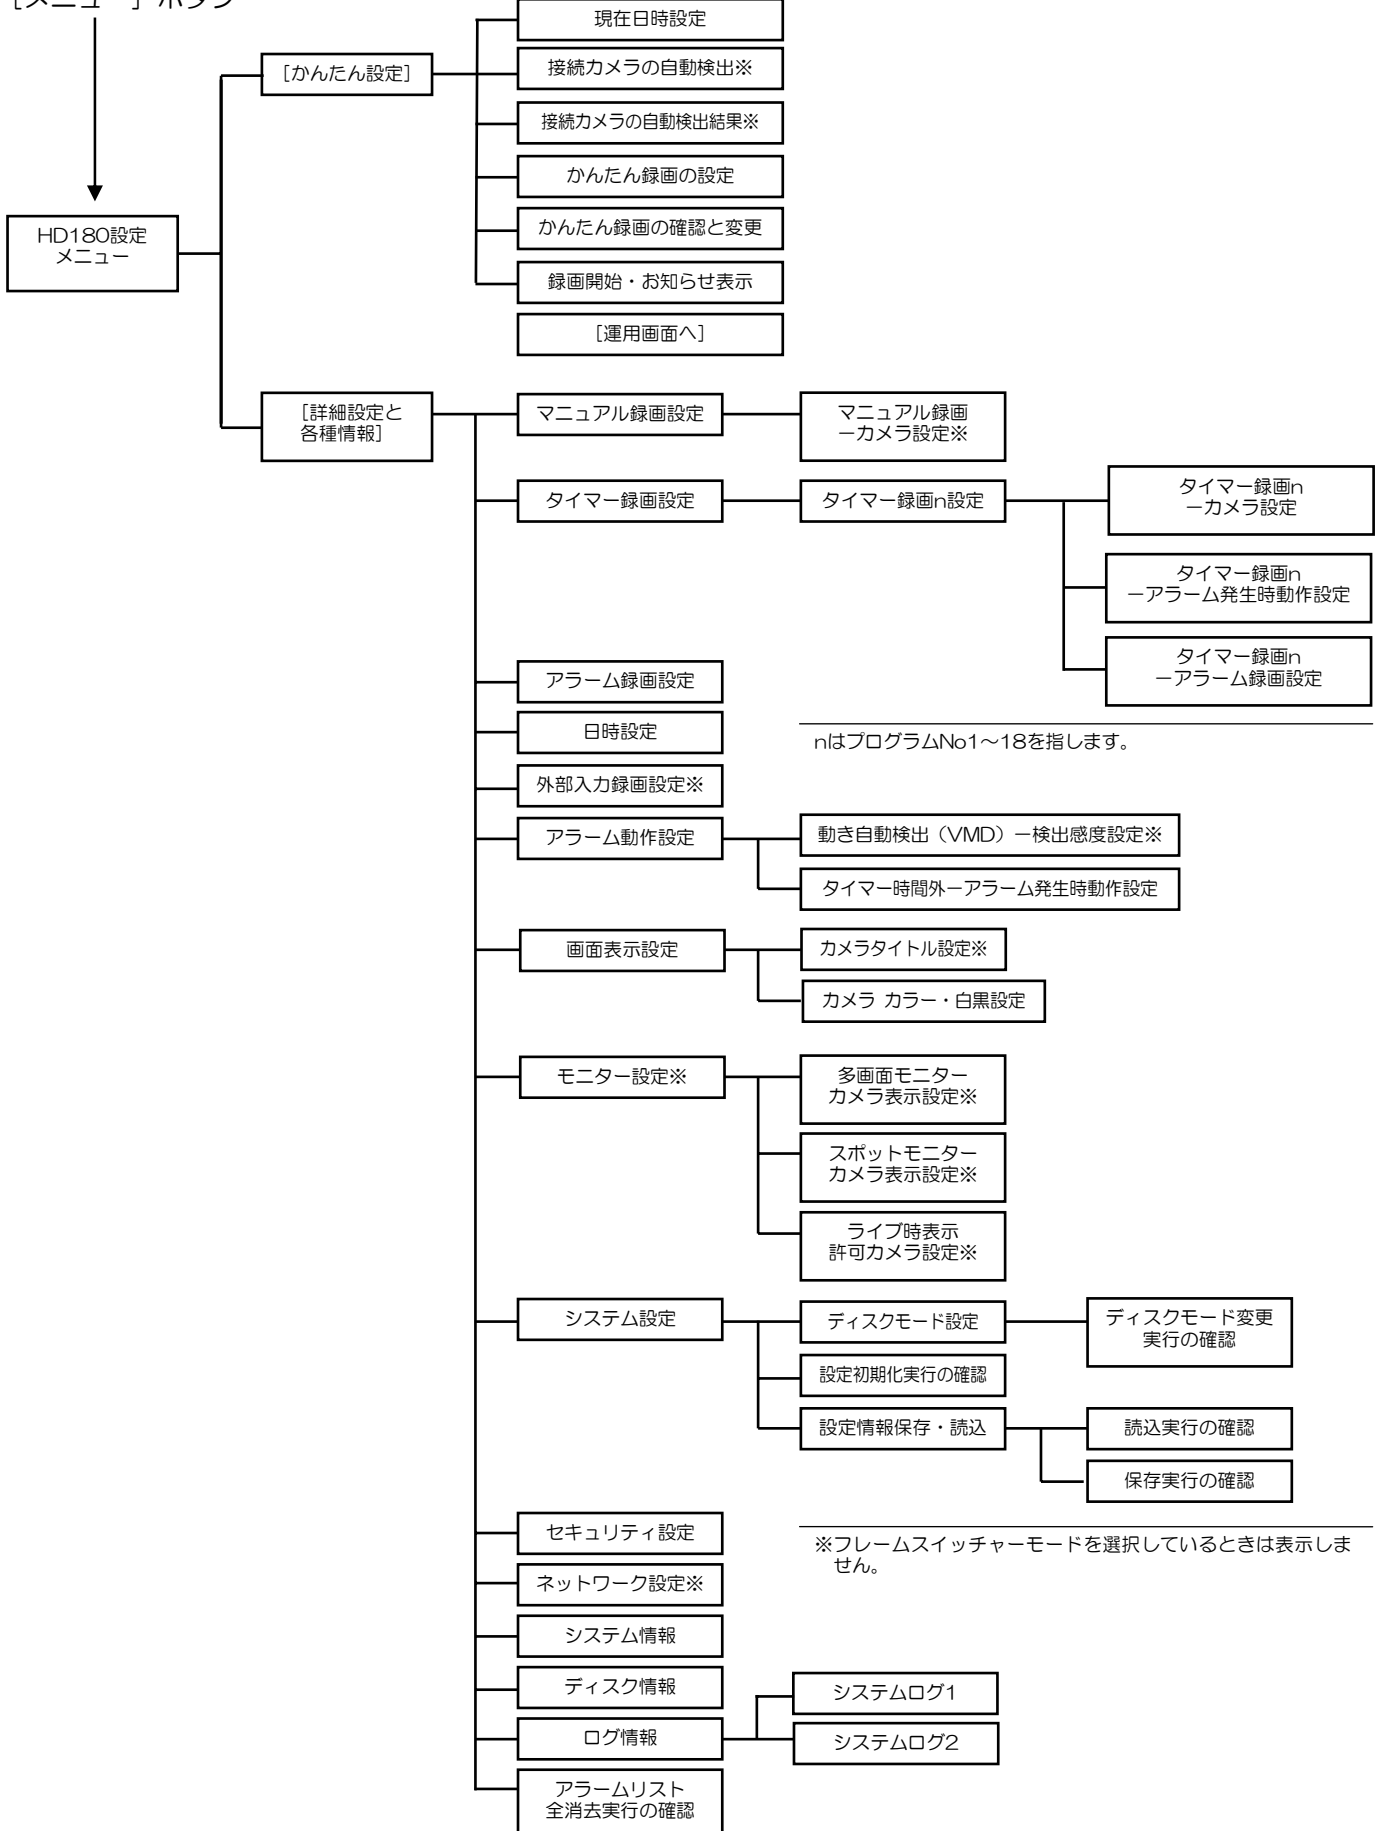 ［メニュー］ボタン
現在日時設定
［かんたん設定］
接続カメラの自動検出※
接続カメラの自動検出結果※
かんたん録画の設定
かんたん録画の確認と変更
HD180設定
メニュー
録画開始・お知らせ表示
［運用画面へ］
［詳細設定と
各種情報］
マニュアル録画設定
マニュアル録画
ーカメラ設定※
タイマー録画設定
タイマー録画n設定
タイマー録画n
ーカメラ設定
タイマー録画n
ーアラーム発生時動作設定
タイマー録画n
ーアラーム録画設定
アラーム録画設定
日時設定
nはプログラムNo1～18を指します。
外部入力録画設定※
アラーム動作設定
動き自動検出（VMD）ー検出感度設定※
タイマー時間外ーアラーム発生時動作設定
画面表示設定
カメラタイトル設定※
カメラ カラー・白黒設定
モニター設定※
多画面モニター
カメラ表示設定※
スポットモニター
カメラ表示設定※
ライブ時表示
許可カメラ設定※
システム設定
ディスクモード設定
ディスクモード変更
実行の確認
設定初期化実行の確認
設定情報保存・読込
読込実行の確認
保存実行の確認
セキュリティ設定
※フレームスイッチャーモードを選択しているときは表示しま
せん。
ネットワーク設定※
システム情報
ディスク情報
システムログ1
ログ情報
システムログ2
アラームリスト
全消去実行の確認